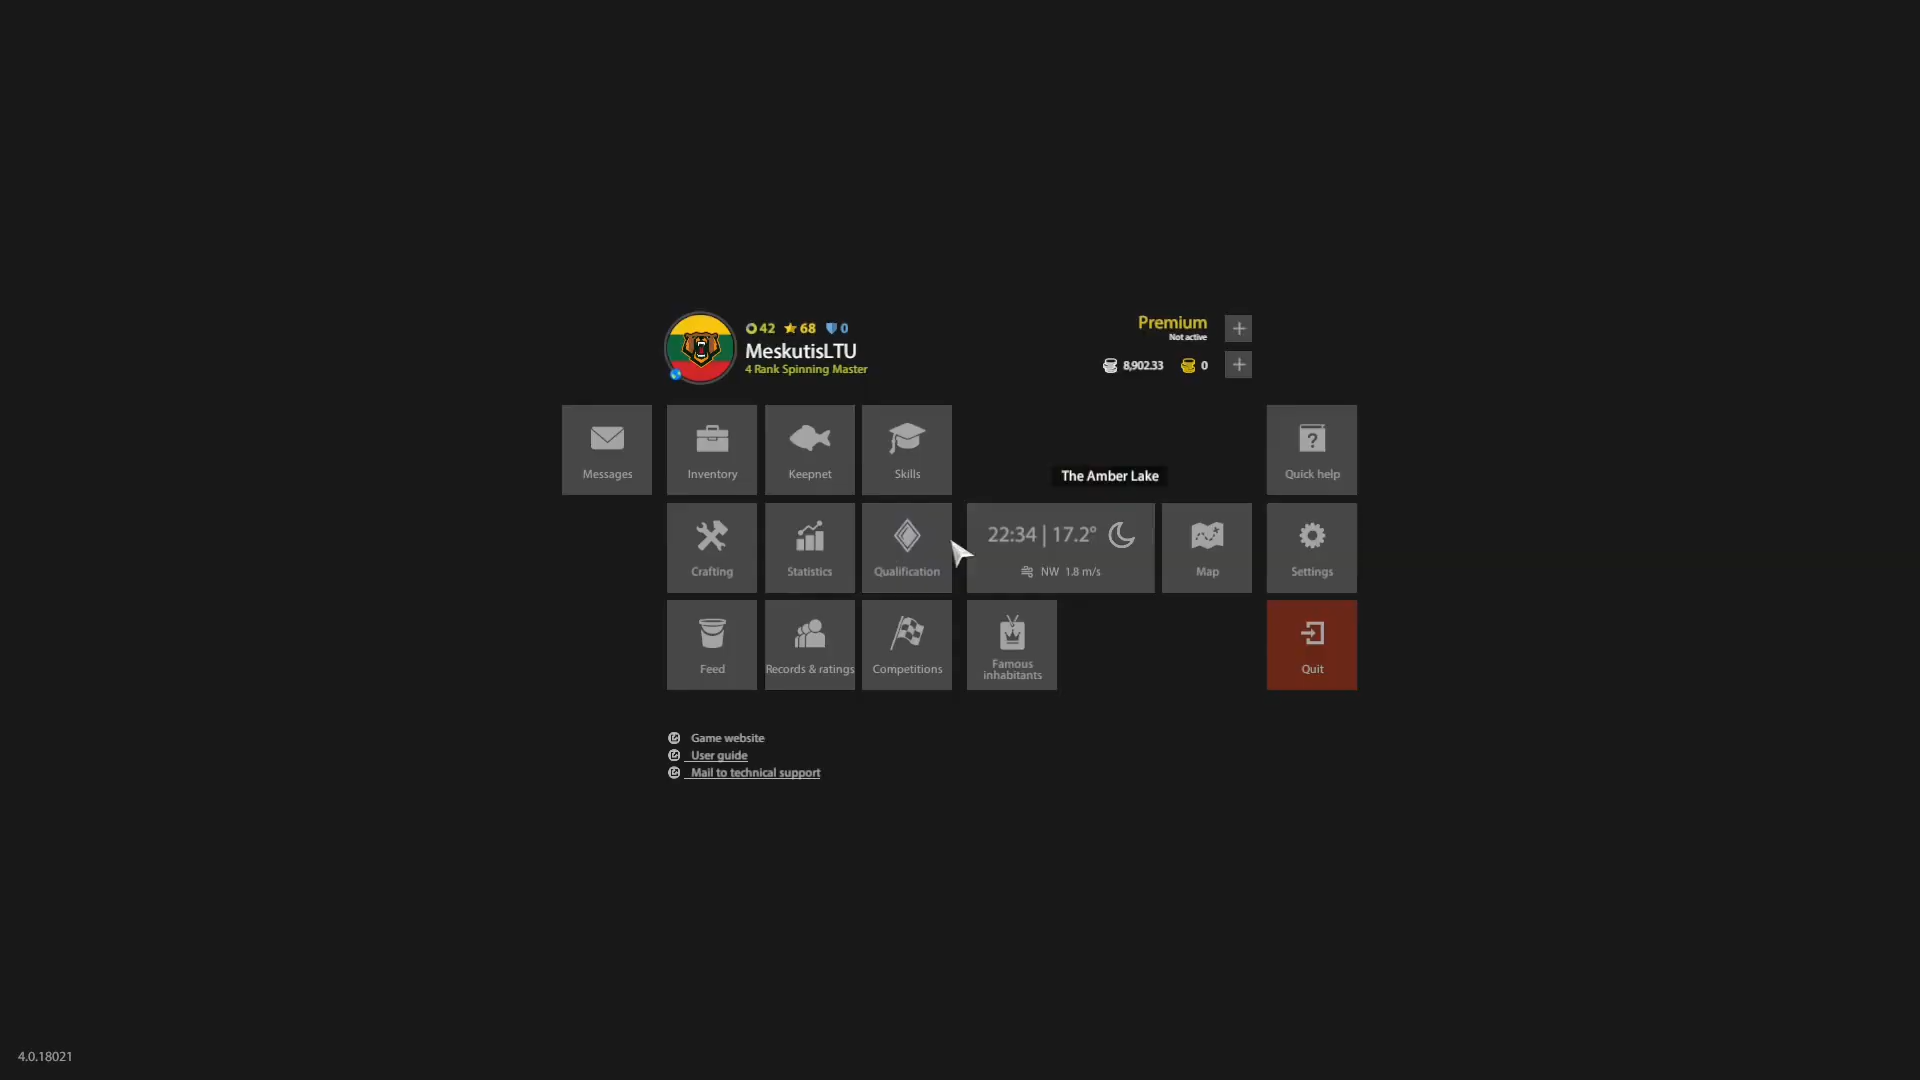 42 68 0
MeskutisLTU
4 Rank Spinning Master
Premium
Not active
8,902.33 0
Messages
Inventory
Keepnet
Skills
Quick help
The Amber Lake
Crafting
Statistics
Qualification
22:34 | 17.2°
NW 1.8 m/s
Map
Settings
Feed
Records & ratings
Competitions
Famous
inhabitants
Quit
Game website
User guide
Mail to technical support
4.0.18021